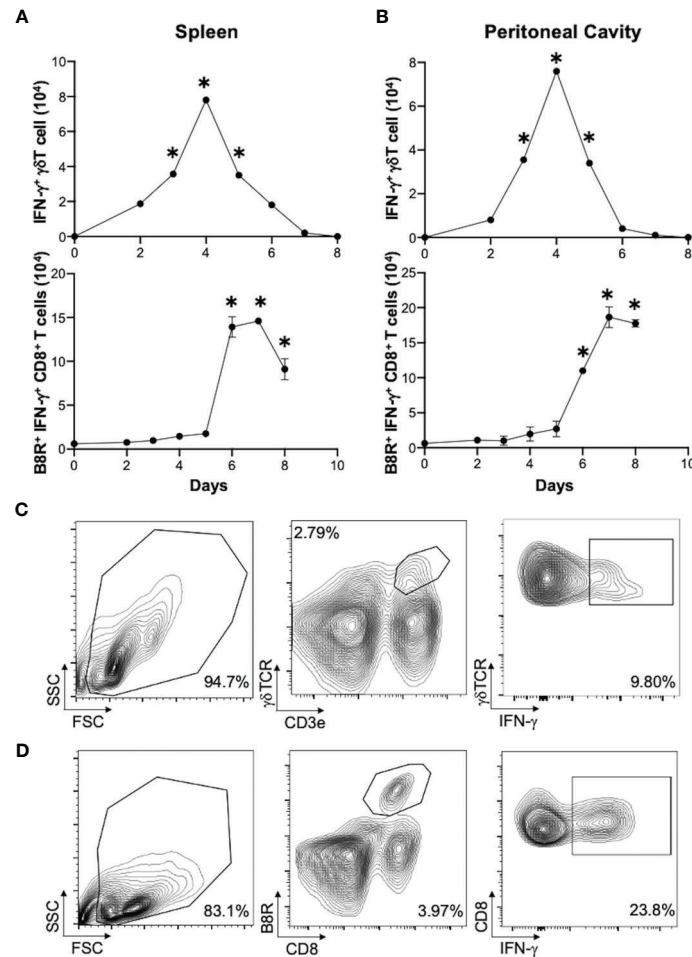 A
Spleen
IFN-γ⁺ γδT cell (10⁴)
10
8
6
4
2
0
0 2 4 6 8
B8R⁺ IFN-γ⁺ CD8⁺ T cells (10⁴)
20
15
10
5
0
0 2 4 6 8 10
Days
* * *
* * *
B
Peritoneal Cavity
IFN-γ⁺ γδT cell (10⁴)
8
6
4
2
0
0 2 4 6 8
B8R⁺ IFN-γ⁺ CD8⁺ T cells (10⁴)
25
20
15
10
5
0
0 2 4 6 8 10
Days
* * *
* * *
C
SSC
FSC
94.7%
2.79%
γδTCR
CD3e
γδTCR
IFN-γ
9.80%
D
SSC
FSC
83.1%
B8R
CD8
3.97%
CD8
IFN-γ
23.8%